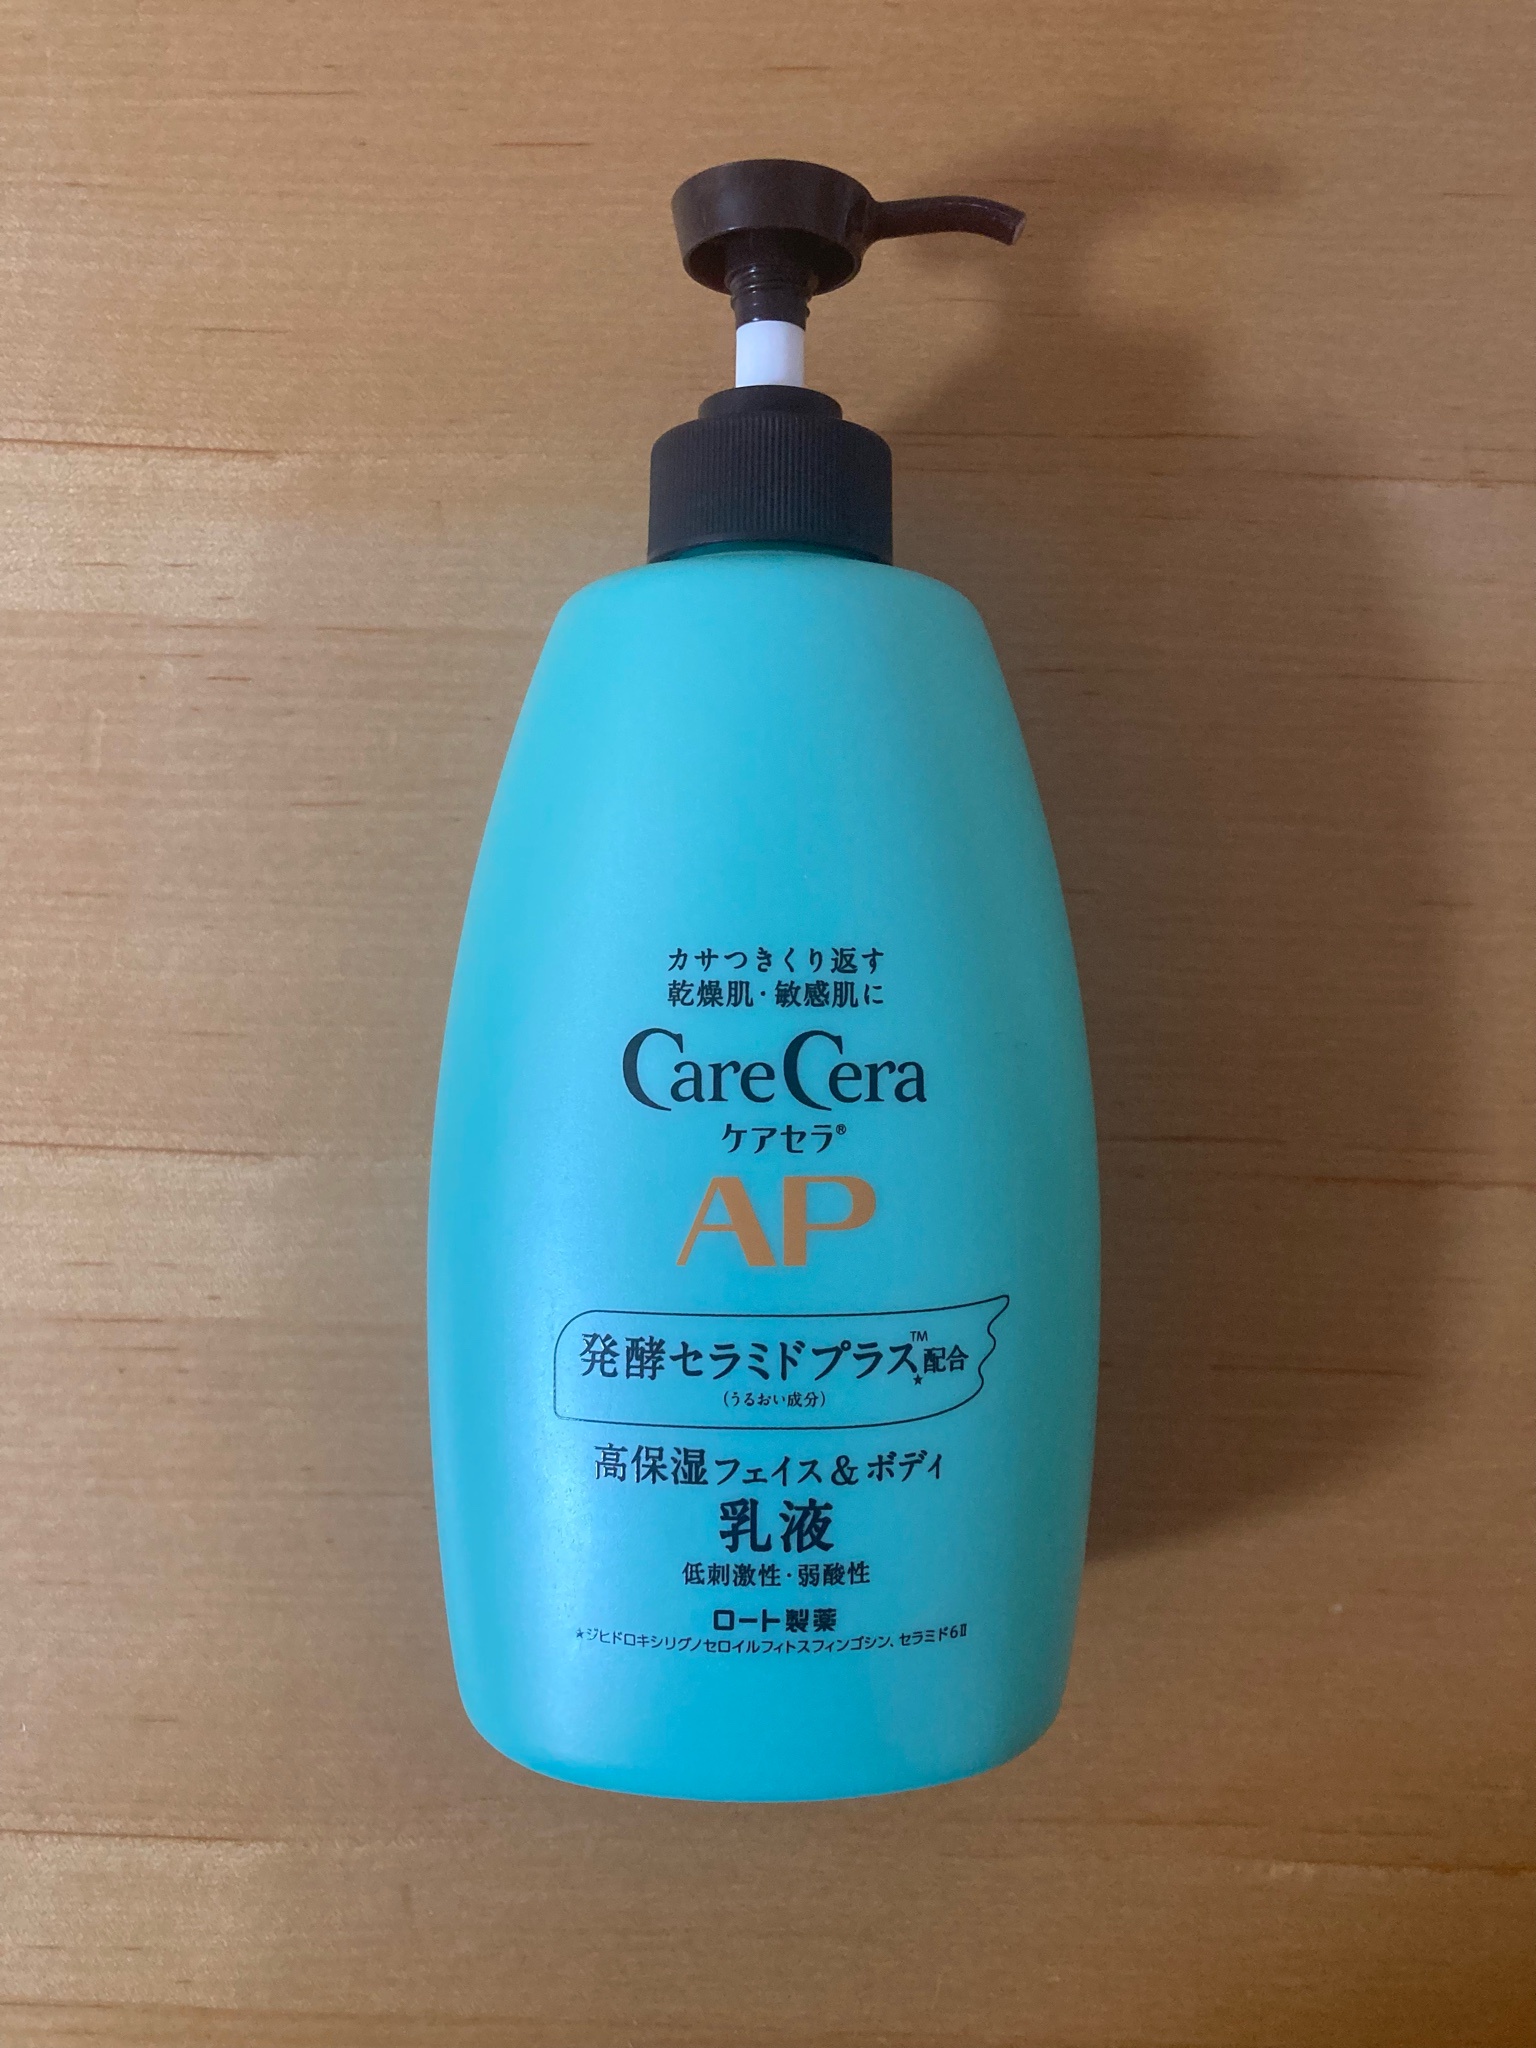 カサつきくり返す
乾燥肌・敏感肌に
CareCera
ケアセラ®
AP
発酵セラミドプラス™★配合
(うるおい成分)
高保湿フェイス&ボディ
乳液
低刺激性・弱酸性
ロート製薬
★ジヒドロキシリグノセロイルフィトスフィンゴシン、セラミド6Ⅱ